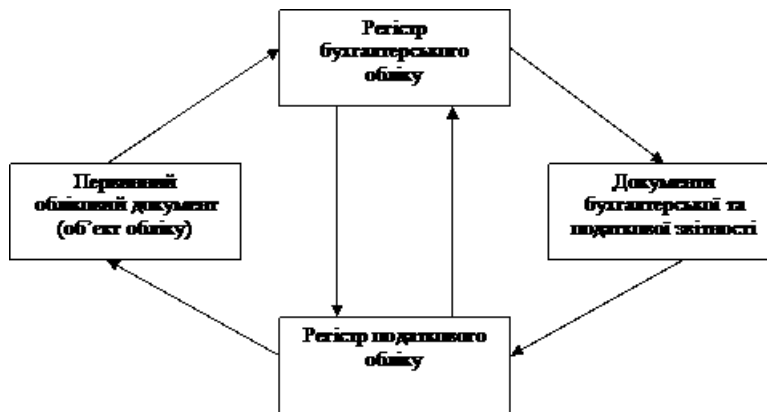 Регістр
бухгалтерського
обліку
Первинний
обліковий документ
(об'єкт обліку)
Документи
бухгалтерської та
податкової звітності
Регістр податкового
обліку